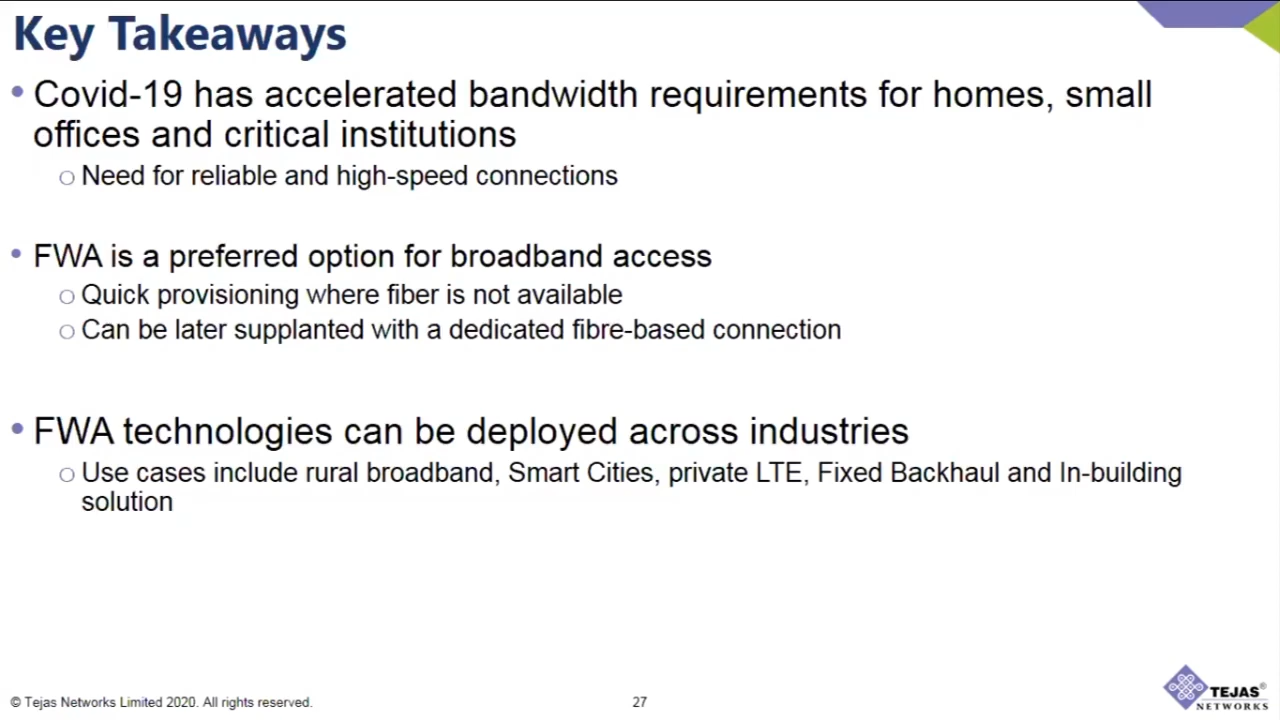 Key Takeaways
• Covid-19 has accelerated bandwidth requirements for homes, small
offices and critical institutions
o Need for reliable and high-speed connections
• FWA is a preferred option for broadband access
o Quick provisioning where fiber is not available
o Can be later supplanted with a dedicated fibre-based connection
• FWA technologies can be deployed across industries
o Use cases include rural broadband, Smart Cities, private LTE, Fixed Backhaul and In-building
solution
© Tejas Networks Limited 2020. All rights reserved.
27
TEJAS®
NETWORKS